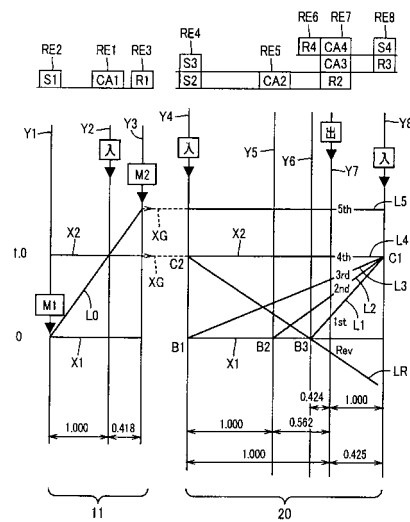 RE4
RE6 RE7 RE8
RE2 RE1 RE3
S3
RE5
R4 CA4 S4
CA3 R3
S1 CA1 R1
S2 CA2 R2
Y1 Y2 Y3 Y4 Y5 Y6 Y7 Y8
入 入 出 入
M2
5th L5
XG
1.0 X2 X2 4th L4
XG C2 C1
3rd L3
2nd L2
M1 L0 1st L1
0 X1 B1 X1 B2 B3
Rev
LR
0.424 1.000
1.000 0.418 1.000 0.562
1.000 0.425
11 20